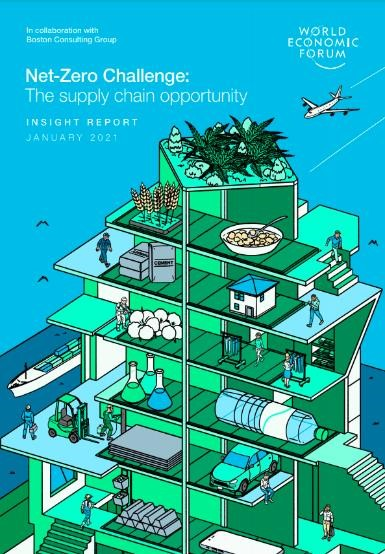 In collaboration with
Boston Consulting Group
WORLD
ECONOMIC
FORUM
Net-Zero Challenge:
The supply chain opportunity
INSIGHT REPORT
JANUARY 2021
CEMENT